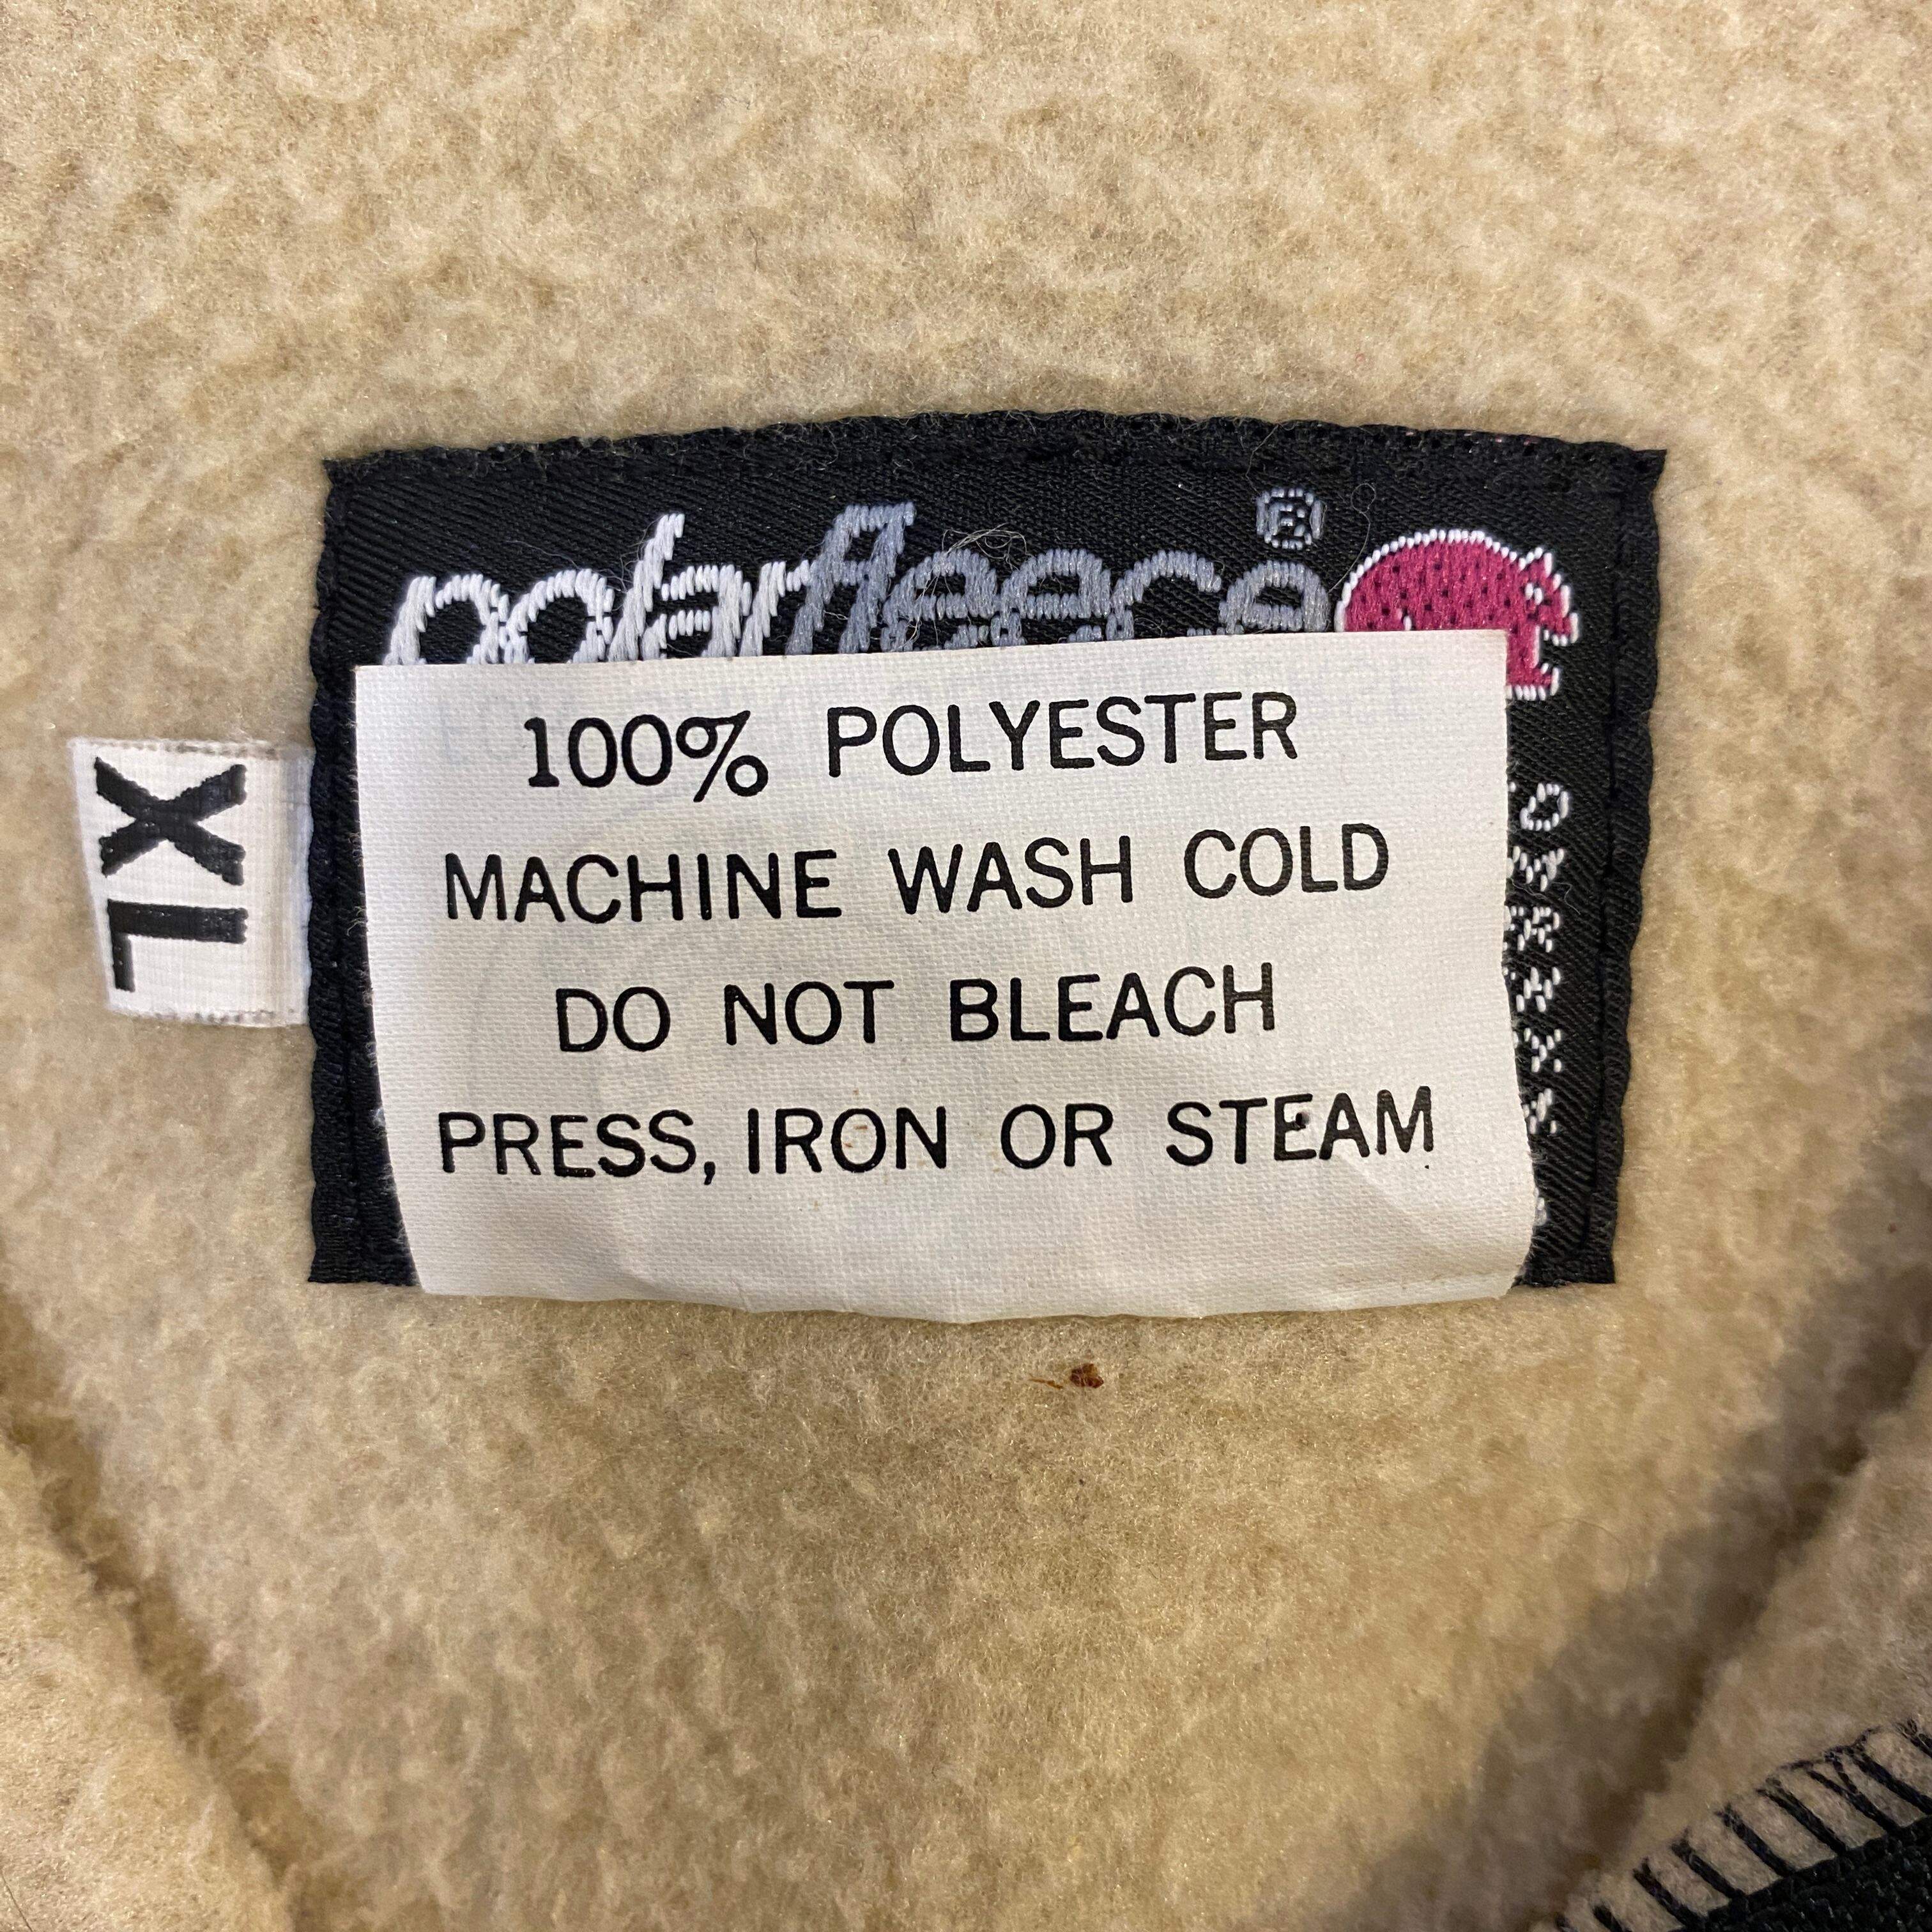 polarfleece®
100% POLYESTER
MACHINE WASH COLD
DO NOT BLEACH
PRESS, IRON OR STEAM
XL